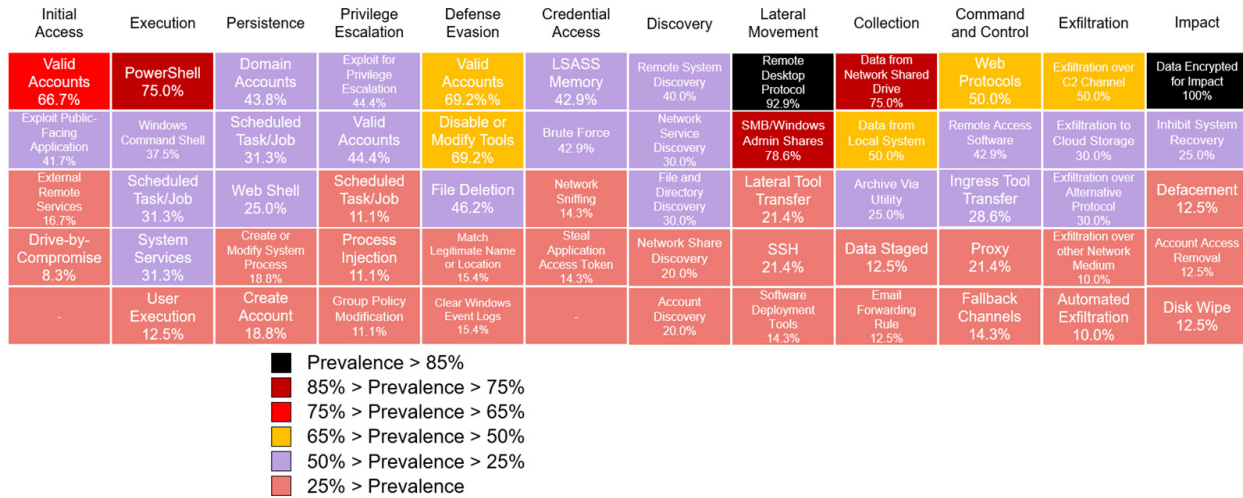 Initial Access
Execution
Persistence
Privilege Escalation
Defense Evasion
Credential Access
Discovery
Lateral Movement
Collection
Command and Control
Exfiltration
Impact
Valid
Accounts
66.7%
PowerShell
75.0%
Domain
Accounts
43.8%
Exploit for
Privilege
Escalation
44.4%
Valid
Accounts
69.2%%
LSASS
Memory
42.9%
Remote System
Discovery
40.0%
Remote
Desktop
Protocol
92.9%
Data from
Network Shared
Drive
75.0%
Web
Protocols
50.0%
Exfiltration over
C2 Channel
50.0%
Data Encrypted
for Impact
100%
Exploit Public-
Facing
Application
41.7%
Windows
Command Shell
37.5%
Scheduled
Task/Job
31.3%
Valid
Accounts
44.4%
Disable or
Modify Tools
69.2%
Brute Force
42.9%
Network
Service
Discovery
30.0%
SMB/Windows
Admin Shares
78.6%
Data from
Local System
50.0%
Remote Access
Software
42.9%
Exfiltration to
Cloud Storage
30.0%
Inhibit System
Recovery
25.0%
External
Remote
Services
16.7%
Scheduled
Task/Job
31.3%
Web Shell
25.0%
Scheduled
Task/Job
11.1%
File Deletion
46.2%
Network
Sniffing
14.3%
File and
Directory
Discovery
30.0%
Lateral Tool
Transfer
21.4%
Archive Via
Utility
25.0%
Ingress Tool
Transfer
28.6%
Exfiltration over
Alternative
Protocol
30.0%
Defacement
12.5%
Drive-by-
Compromise
8.3%
System
Services
31.3%
Create or
Modify System
Process
18.8%
Process
Injection
11.1%
Match
Legitimate Name
or Location
15.4%
Steal
Application
Access Token
14.3%
Network Share
Discovery
20.0%
SSH
21.4%
Data Staged
12.5%
Proxy
21.4%
Exfiltration over
other Network
Medium
10.0%
Account Access
Removal
12.5%
-
User
Execution
12.5%
Create
Account
18.8%
Group Policy
Modification
11.1%
Clear Windows
Event Logs
15.4%
-
Account
Discovery
20.0%
Software
Deployment
Tools
14.3%
Email
Forwarding
Rule
12.5%
Fallback
Channels
14.3%
Automated
Exfiltration
10.0%
Disk Wipe
12.5%
Prevalence > 85%
85% > Prevalence > 75%
75% > Prevalence > 65%
65% > Prevalence > 50%
50% > Prevalence > 25%
25% > Prevalence